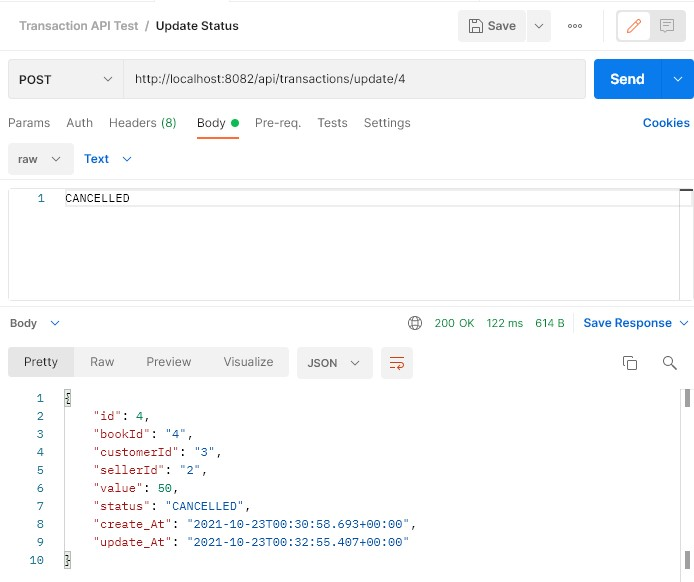 Transaction API Test / Update Status
Save
POST
http://localhost:8082/api/transactions/update/4
Send
Params Auth Headers (8) Body Pre-req. Tests Settings
Cookies
raw Text
1 CANCELLED
Body
200 OK 122 ms 614 B Save Response
Pretty Raw Preview Visualize JSON
1 {
2 "id": 4,
3 "bookId": "4",
4 "customerId": "3",
5 "sellerId": "2",
6 "value": 50,
7 "status": "CANCELLED",
8 "create_At": "2021-10-23T00:30:58.693+00:00",
9 "update_At": "2021-10-23T00:32:55.407+00:00"
10 }